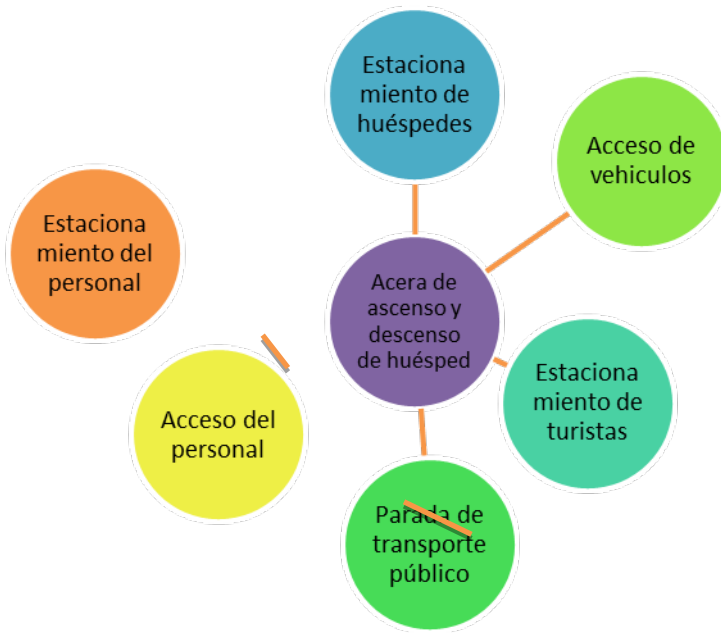 Estaciona
miento de
huéspedes
Acceso de
vehiculos
Estaciona
miento del
personal
Acera de
ascenso y
descenso
de huésped
Estaciona
miento de
turistas
Acceso del
personal
Parada de
transporte
público